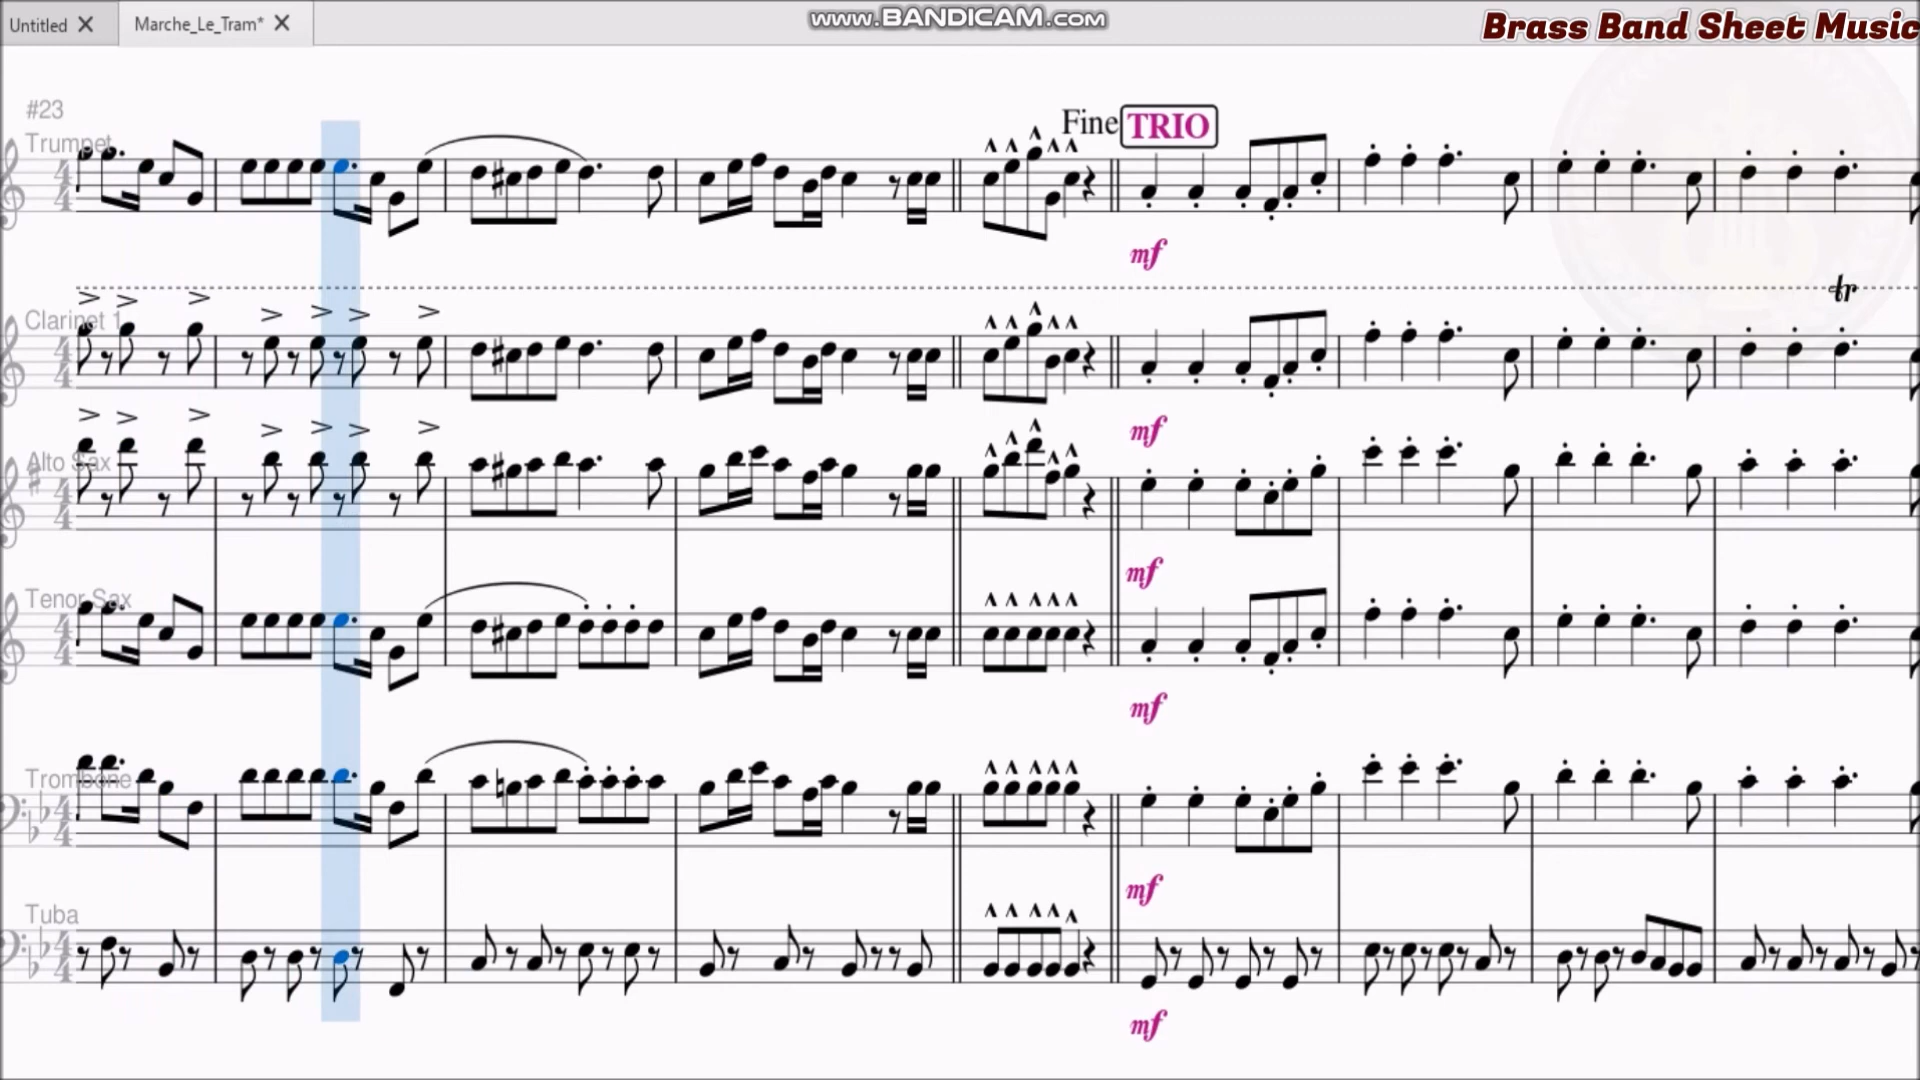 Untitled
Marche_Le_Tram*
www.BANDICAM.com
Brass Band Sheet Music
#23
Trumpet
Fine TRIO
mf
tr
Clarinet 1
mf
Alto Sax
mf
Tenor Sax
mf
Trombone
mf
Tuba
mf